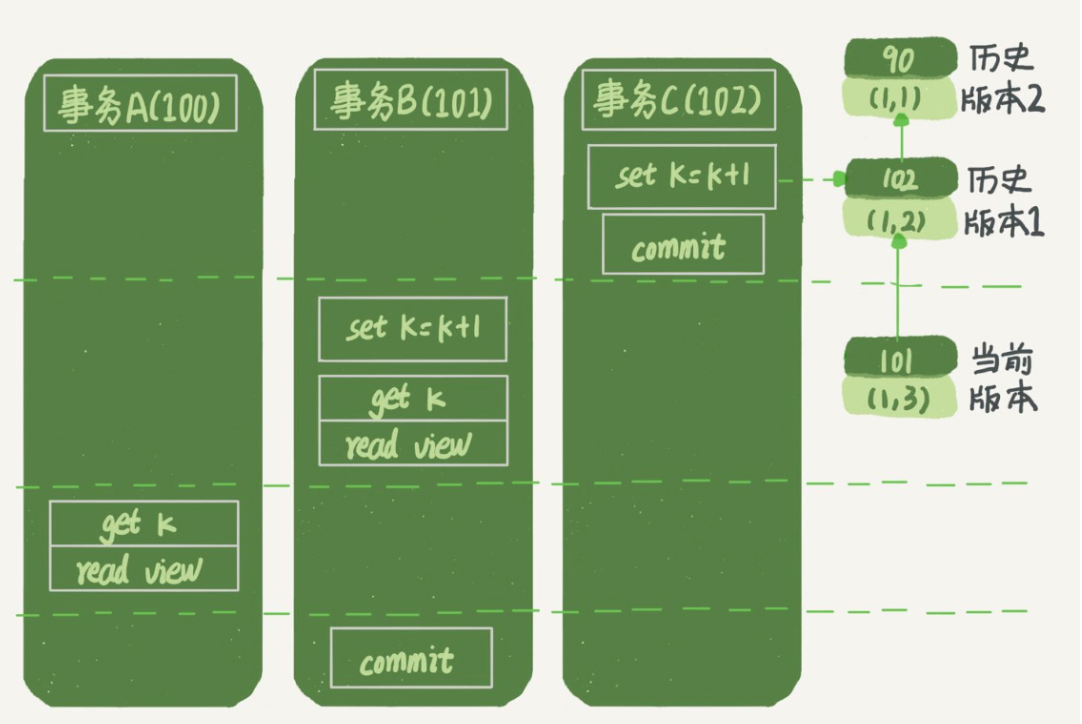 事务A(100)
get k
read view
事务B(101)
set k=k+1
get k
read view
commit
事务C(102)
set k=k+1
commit
90
(1,1)
历史
版本2
102
(1,2)
历史
版本1
101
(1,3)
当前
版本